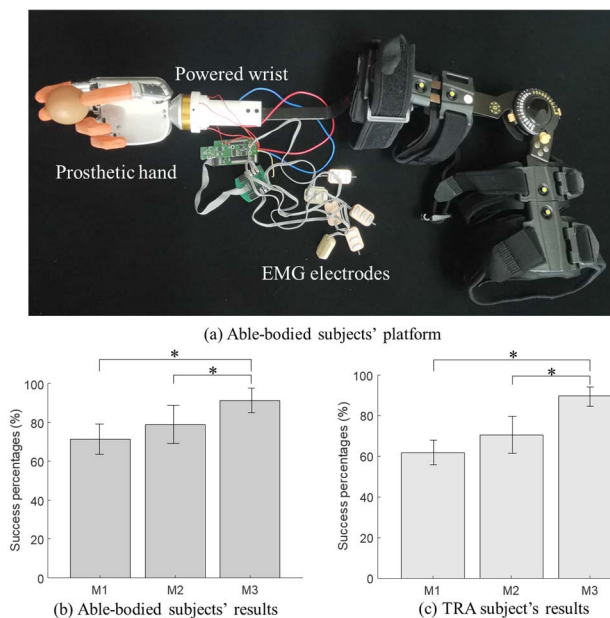 Powered wrist
Prosthetic hand
EMG electrodes
(a) Able-bodied subjects' platform
*
*
Success percentages (%)
100
80
60
40
20
0
M1 M2 M3
(b) Able-bodied subjects' results
*
*
Success percentages (%)
100
80
60
40
20
0
M1 M2 M3
(c) TRA subject's results